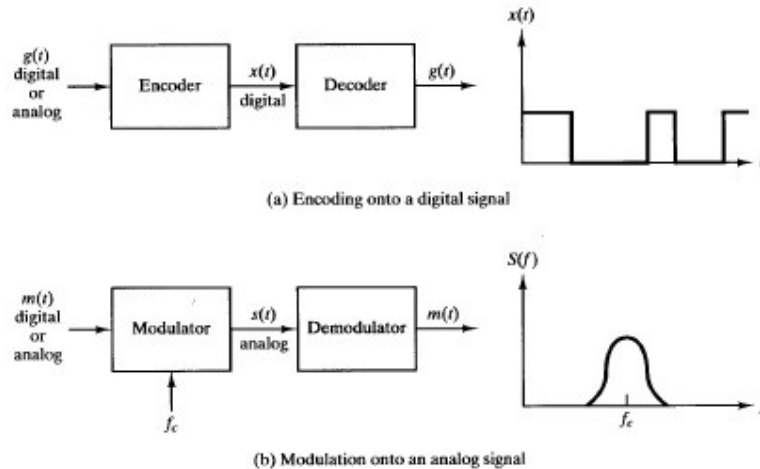 x(t)
g(t)
digital
or
analog
Encoder
x(t)
digital
Decoder
g(t)
(a) Encoding onto a digital signal
S(f)
m(t)
digital
or
analog
Modulator
s(t)
analog
Demodulator
m(t)
f_c
f_c
(b) Modulation onto an analog signal